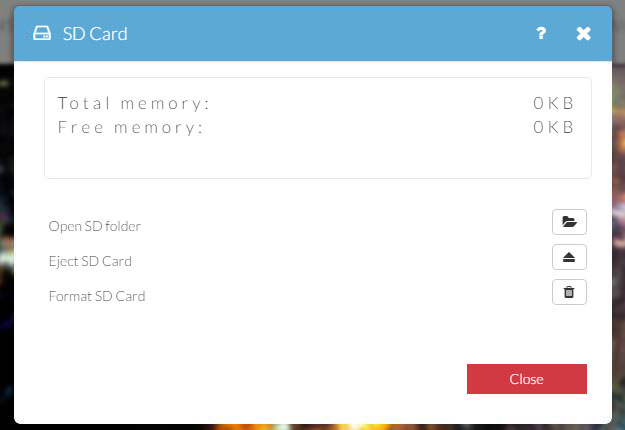 SD Card ?
Total memory: 0KB
Free memory: 0KB
Open SD folder
Eject SD Card
Format SD Card
Close